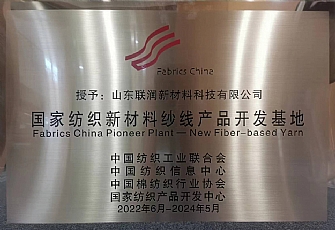 Fabrics China
授予：山东联润新材料科技有限公司
国家纺织新材料纱线产品开发基地
Fabrics China Pioneer Plant — New Fiber-based Yarn
中国纺织工业联合会
中国纺织信息中心
中国棉纺织行业协会
国家纺织产品开发中心
2022年6月-2024年5月